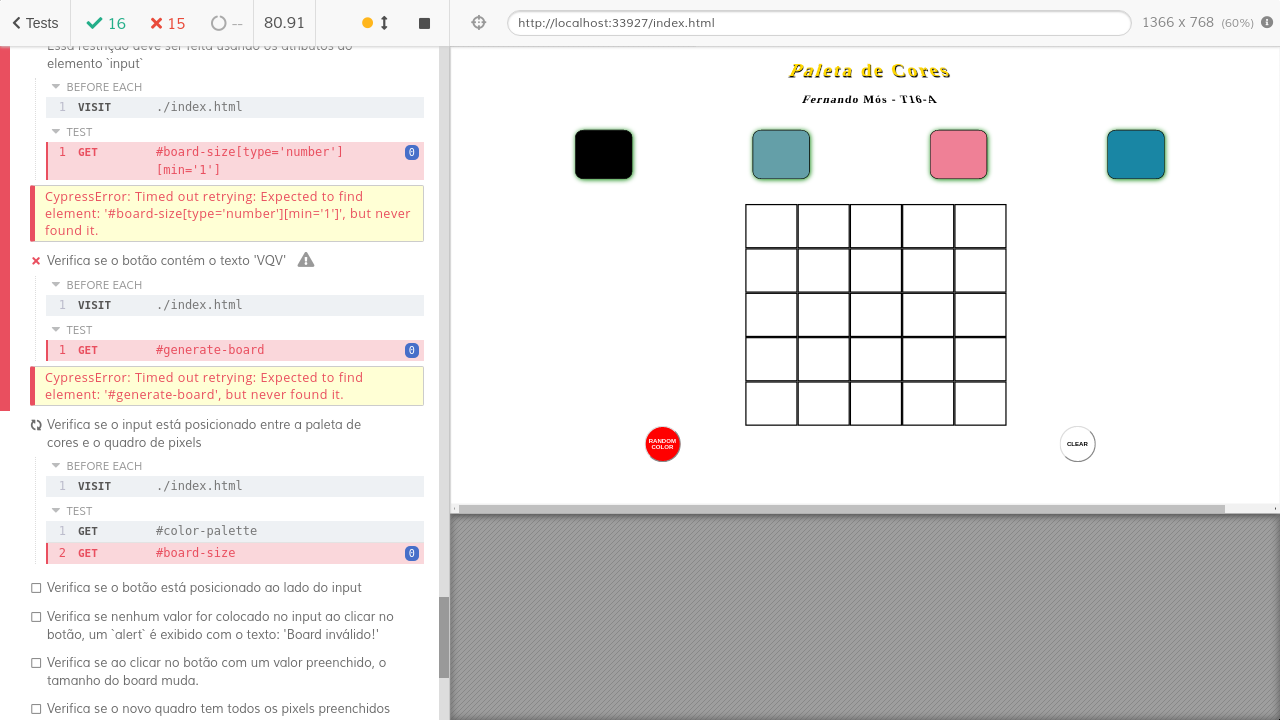 Tests
16
15
--
80.91
http://localhost:33927/index.html
1366 x 768 (60%)
Essa restrição deve ser feita usando os atributos do
elemento `input`
BEFORE EACH
1 VISIT ./index.html
TEST
1 GET #board-size[type='number'] 0
[min='1']
CypressError: Timed out retrying: Expected to find
element: '#board-size[type='number'][min='1']', but never
found it.
Verifica se o botão contém o texto 'VQV'
BEFORE EACH
1 VISIT ./index.html
TEST
1 GET #generate-board 0
CypressError: Timed out retrying: Expected to find
element: '#generate-board', but never found it.
Verifica se o input está posicionado entre a paleta de
cores e o quadro de pixels
BEFORE EACH
1 VISIT ./index.html
TEST
1 GET #color-palette
2 GET #board-size 0
Verifica se o botão está posicionado ao lado do input
Verifica se nenhum valor for colocado no input ao clicar no
botão, um `alert` é exibido com o texto: 'Board inválido!'
Verifica se ao clicar no botão com um valor preenchido, o
tamanho do board muda.
Verifica se o novo quadro tem todos os pixels preenchidos
Paleta de Cores
Fernando Mós - T16-A
RANDOM
COLOR
CLEAR